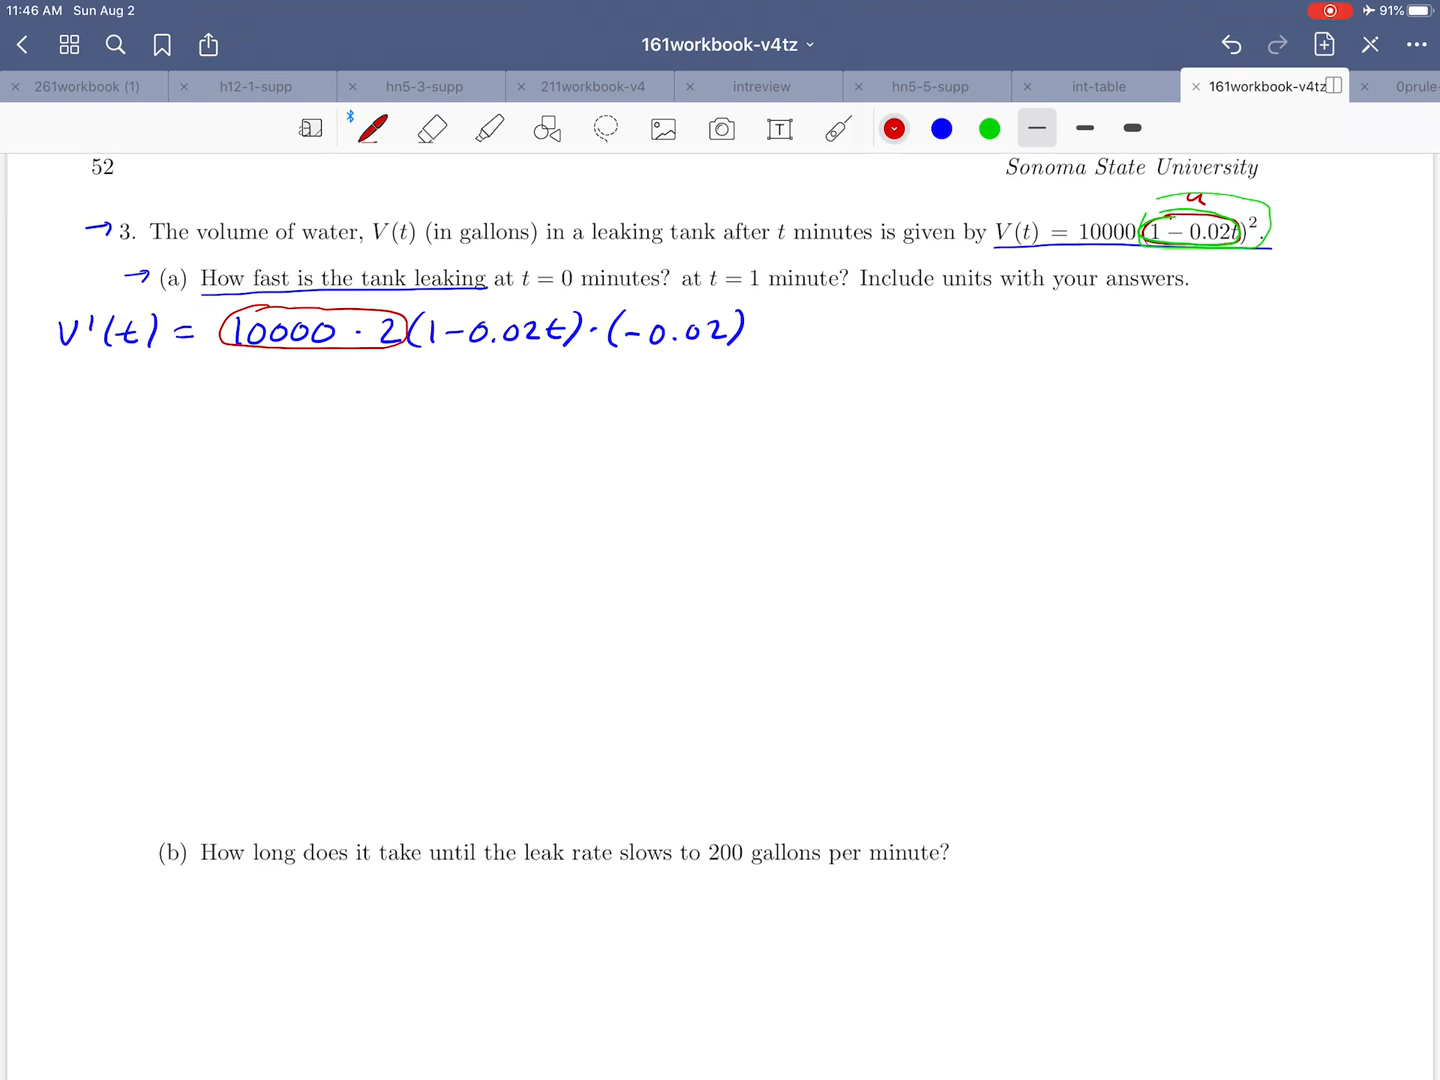 11:46 AM Sun Aug 2
91%
161workbook-v4tz
261workbook (1)
h12-1-supp
hn5-3-supp
211workbook-v4
intreview
hn5-5-supp
int-table
161workbook-v4tz
0prule-
52
Sonoma State University
u
3. The volume of water, V(t) (in gallons) in a leaking tank after t minutes is given by V(t) = 10000(1 − 0.02t)².
(a) How fast is the tank leaking at t = 0 minutes? at t = 1 minute? Include units with your answers.
V'(t) = 10000 · 2(1-0.02t)·(-0.02)
(b) How long does it take until the leak rate slows to 200 gallons per minute?